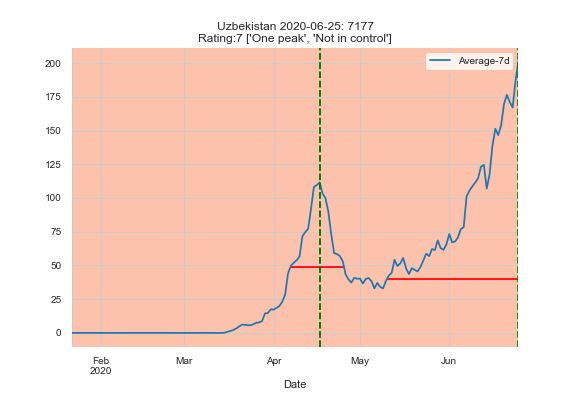 Uzbekistan 2020-06-25: 7177
Rating:7 ['One peak', 'Not in control']
Average-7d
200
175
150
125
100
75
50
25
0
Feb
2020
Mar
Apr
May
Jun
Date